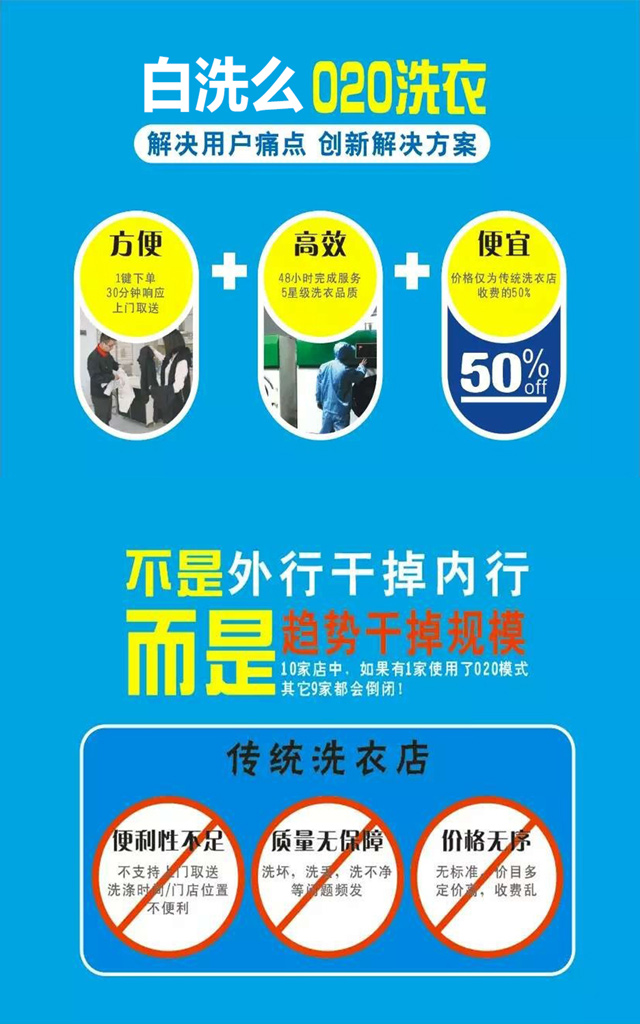 白洗么 O2O洗衣
解决用户痛点 创新解决方案
方便
1键下单
30分钟响应
上门取送
高效
48小时完成服务
5星级洗衣品质
便宜
价格仅为传统洗衣店
收费的50%
50% off
不是外行干掉内行
而是趋势干掉规模
10家店中，如果有1家使用了O2O模式
其它9家都会倒闭！
传统洗衣店
便利性不足
不支持上门取送
洗涤时间/门店位置
不便利
质量无保障
洗坏，洗丢，洗不净
等问题频发
价格无序
无标准，价目多
定价高，收费乱